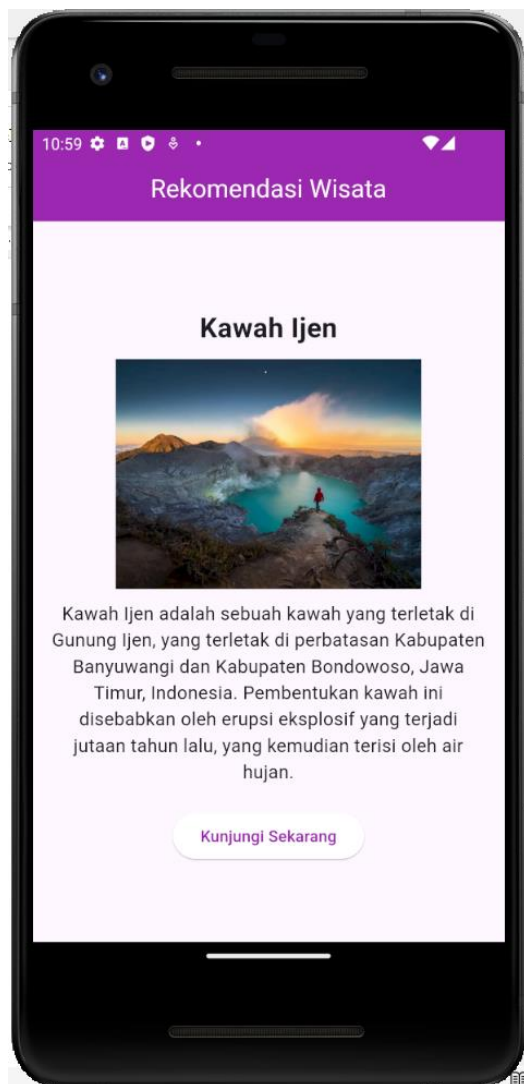 10:59
Rekomendasi Wisata
Kawah Ijen
Kawah Ijen adalah sebuah kawah yang terletak di
Gunung Ijen, yang terletak di perbatasan Kabupaten
Banyuwangi dan Kabupaten Bondowoso, Jawa
Timur, Indonesia. Pembentukan kawah ini
disebabkan oleh erupsi eksplosif yang terjadi
jutaan tahun lalu, yang kemudian terisi oleh air
hujan.
Kunjungi Sekarang